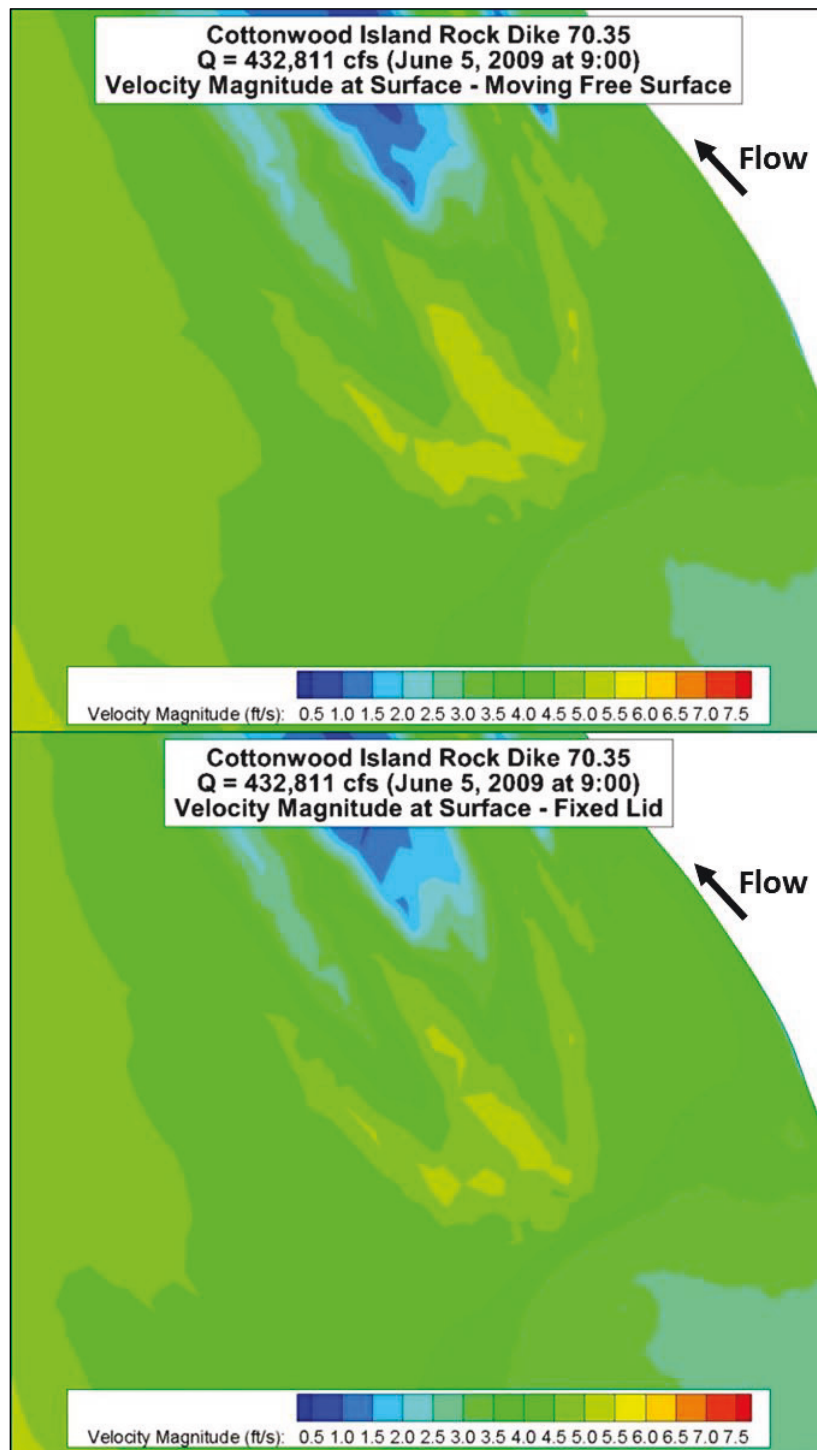 Cottonwood Island Rock Dike 70.35
Q = 432,811 cfs (June 5, 2009 at 9:00)
Velocity Magnitude at Surface - Moving Free Surface
Flow
Velocity Magnitude (ft/s): 0.5 1.0 1.5 2.0 2.5 3.0 3.5 4.0 4.5 5.0 5.5 6.0 6.5 7.0 7.5
Cottonwood Island Rock Dike 70.35
Q = 432,811 cfs (June 5, 2009 at 9:00)
Velocity Magnitude at Surface - Fixed Lid
Flow
Velocity Magnitude (ft/s): 0.5 1.0 1.5 2.0 2.5 3.0 3.5 4.0 4.5 5.0 5.5 6.0 6.5 7.0 7.5